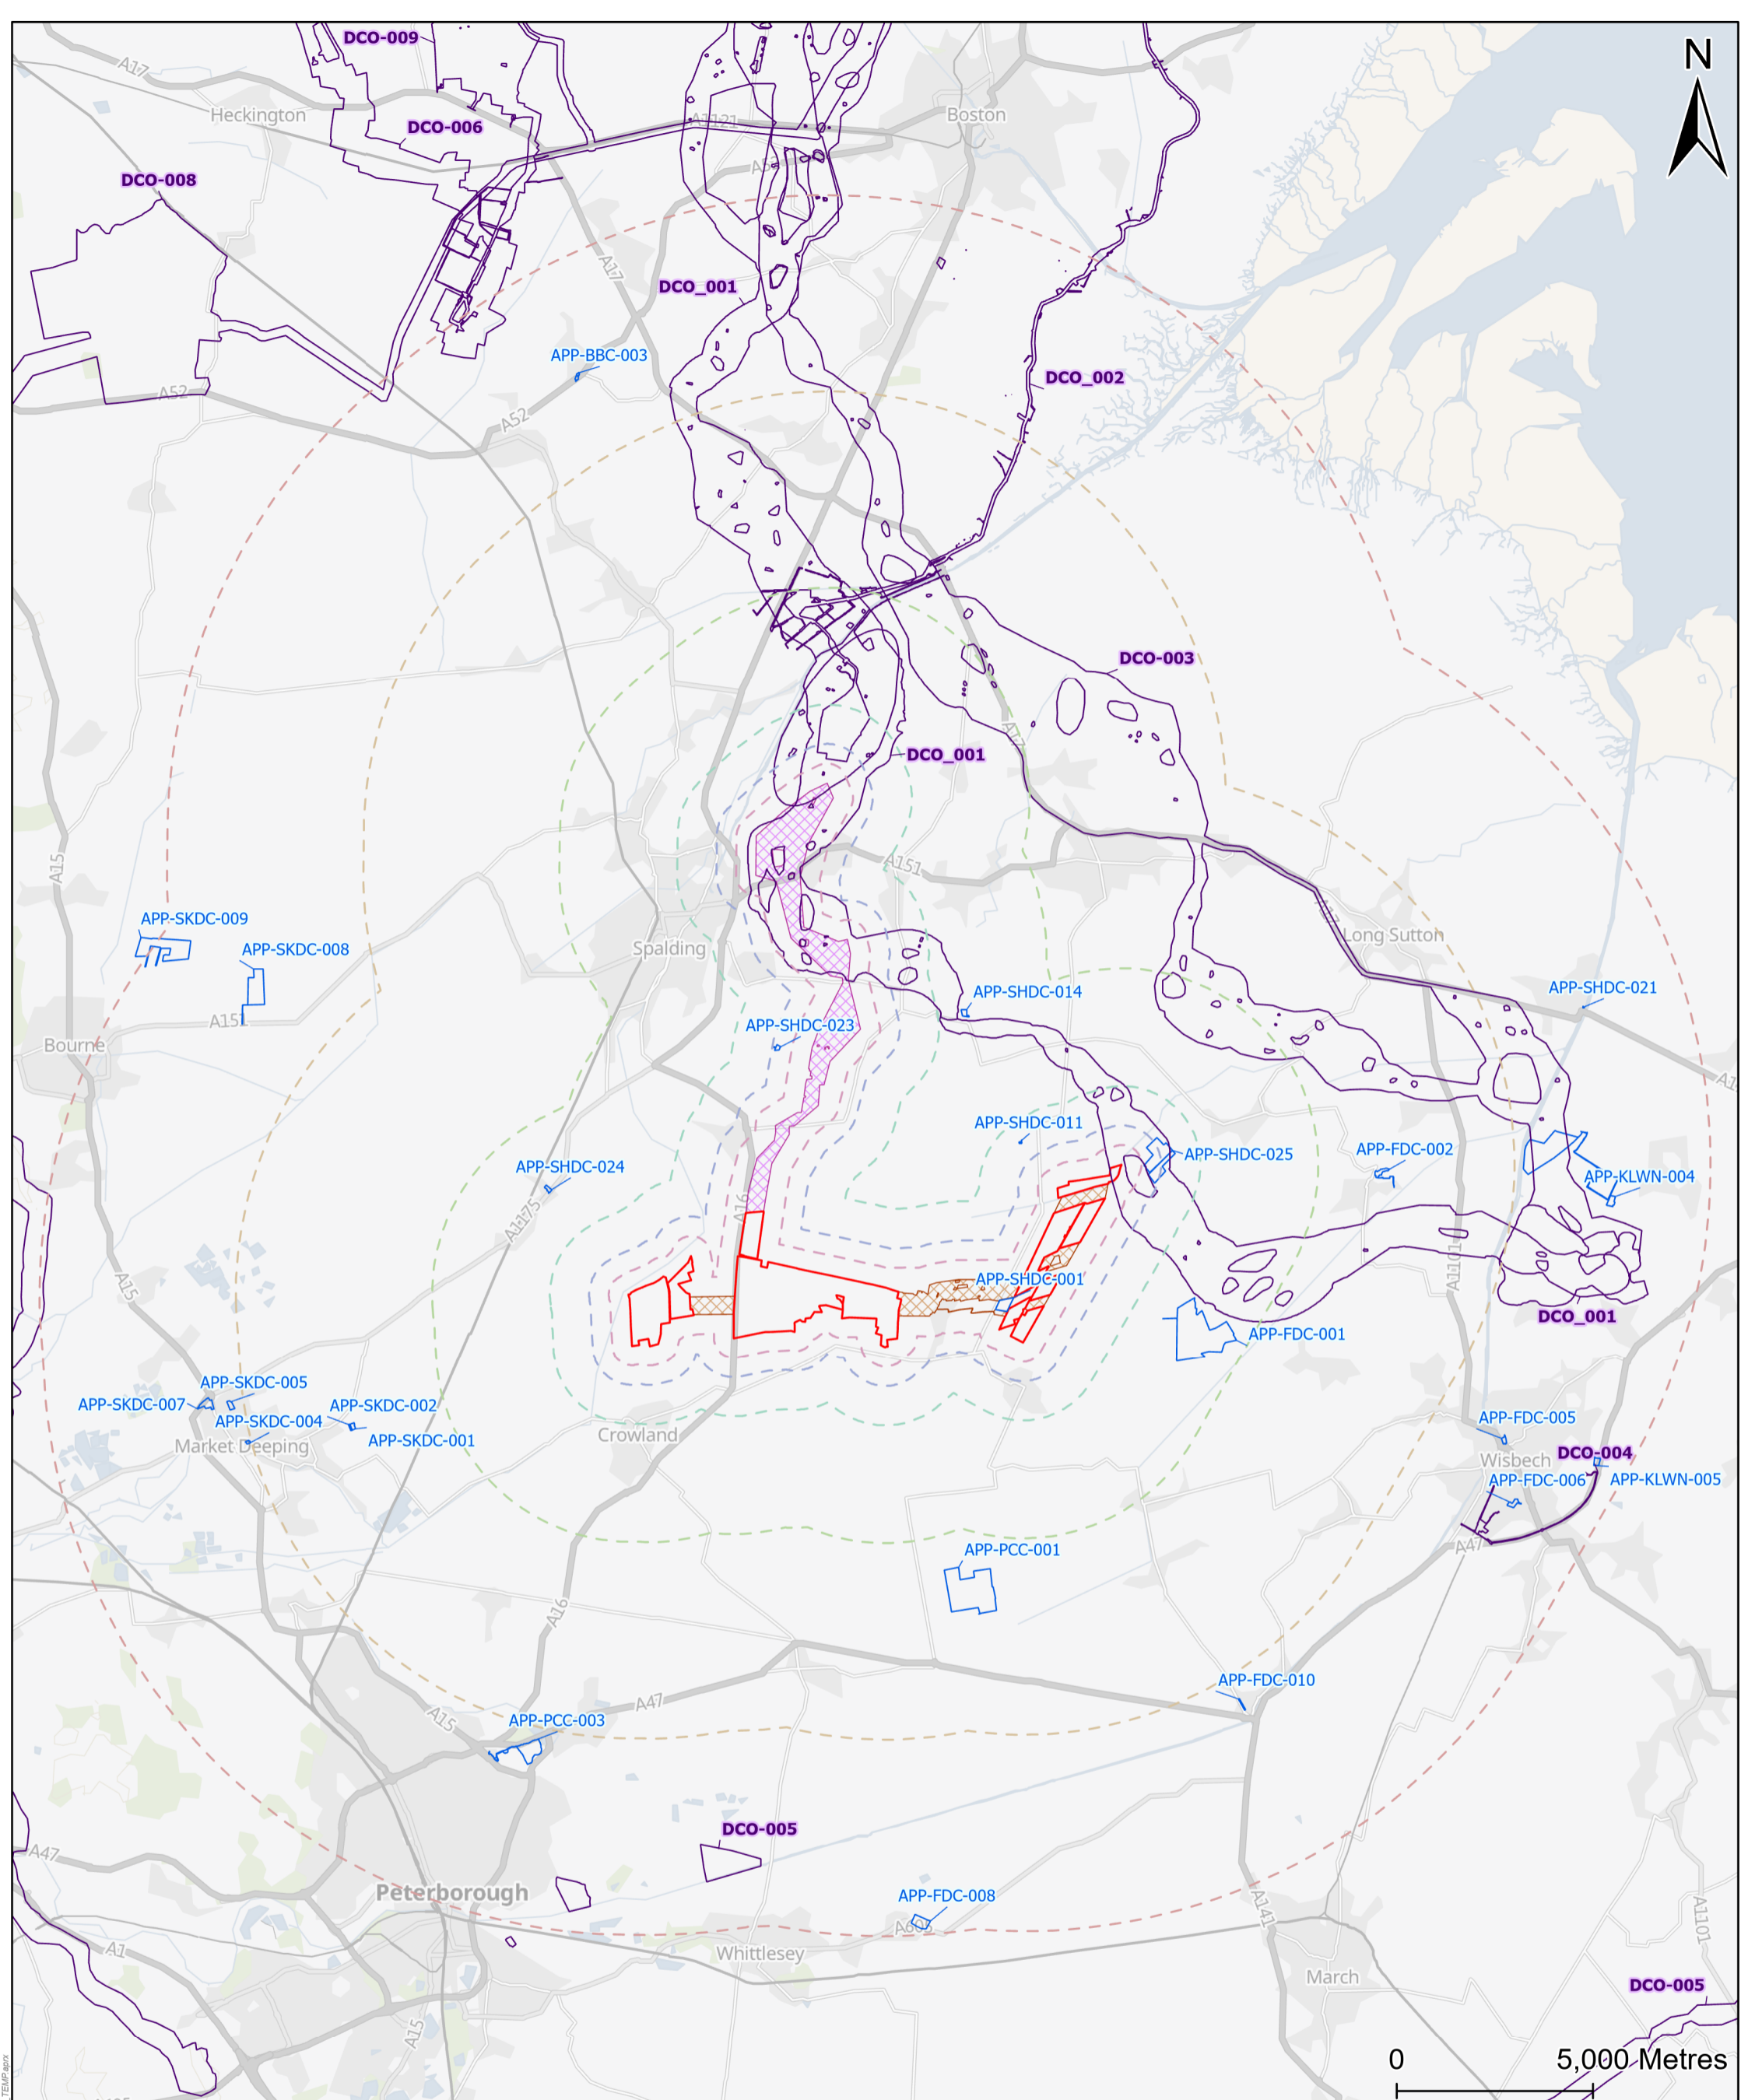 DCO-009
N
A17
Heckington
DCO-006
A1121
Boston
DCO-008
A17
DCO_001
APP-BBC-003
DCO_002
A52
A52
DCO-003
A17
DCO_001
A15
A151
APP-SKDC-009
Spalding
Long Sutton
APP-SKDC-008
APP-SHDC-014
APP-SHDC-021
A151
APP-SHDC-023
Bourne
APP-SHDC-011
APP-SHDC-025
APP-FDC-002
APP-SHDC-024
APP-KLWN-004
A16
A1175
A1101
A15
APP-SHDC-001
DCO_001
APP-FDC-001
APP-SKDC-005
APP-SKDC-007
APP-SKDC-002
APP-SKDC-004
APP-FDC-005
Crowland
APP-SKDC-001
Market Deeping
DCO-004
Wisbech
APP-FDC-006
APP-KLWN-005
A47
APP-PCC-001
A16
APP-FDC-010
A47
A15
APP-PCC-003
DCO-005
A47
Peterborough
APP-FDC-008
A605
A141
A1101
A1
Whittlesey
March
DCO-005
A15
0 5,000 Metres